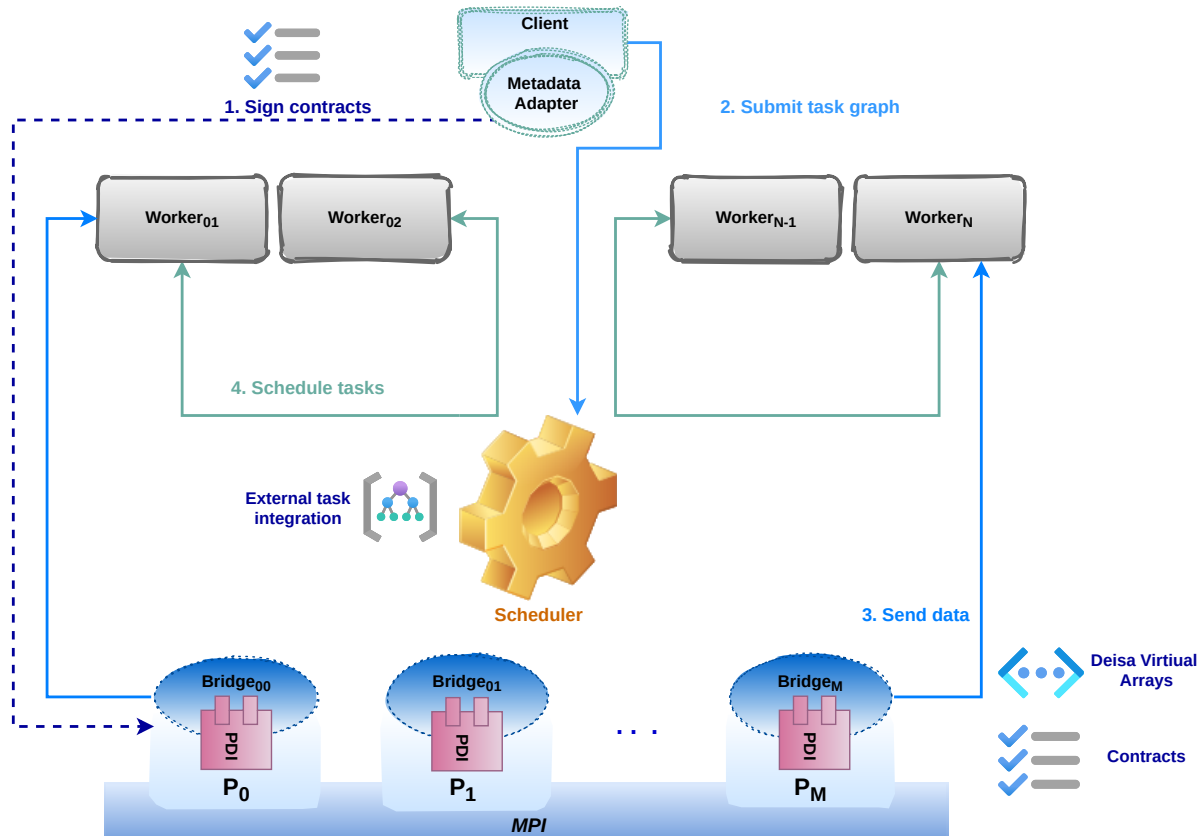 Client
Metadata
Adapter
1. Sign contracts
2. Submit task graph
Worker01
Worker02
WorkerN-1
WorkerN
4. Schedule tasks
External task
integration
Scheduler
3. Send data
Bridge00
Bridge01
...
BridgeM
Deisa Virtiual
Arrays
PDI
PDI
PDI
Contracts
P0
P1
PM
MPI